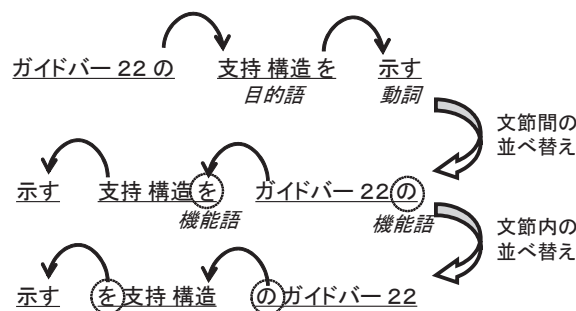 ガイドバー 22 の 支持 構造 を 示す
目的語 動詞
文節間の
並べ替え
示す 支持 構造 を ガイドバー 22 の
機能語 機能語
文節内の
並べ替え
示す を 支持 構造 の ガイドバー 22